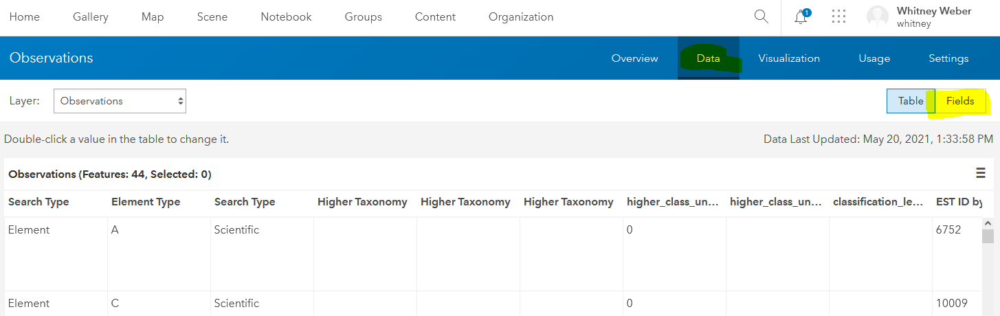 Home Gallery Map Scene Notebook Groups Content Organization 1 Whitney Weber
whitney
Observations Overview Data Visualization Usage Settings
Layer: Observations Table Fields
Double-click a value in the table to change it. Data Last Updated: May 20, 2021, 1:33:58 PM
Observations (Features: 44, Selected: 0)
Search Type Element Type Search Type Higher Taxonomy Higher Taxonomy Higher Taxonomy higher_class_un... higher_class_un... classification_le... EST ID by
Element A Scientific 0 6752
Element C Scientific 0 10009